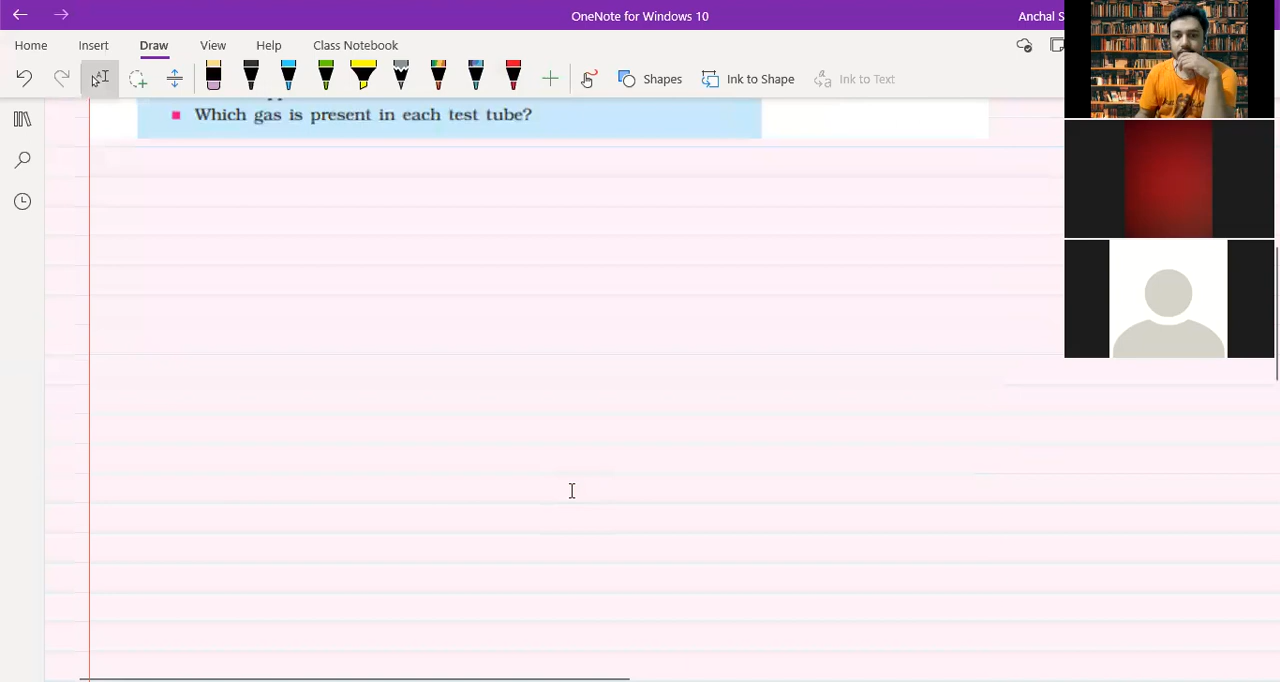 OneNote for Windows 10
Anchal S
Home Insert Draw View Help Class Notebook
Shapes Ink to Shape Ink to Text
Which gas is present in each test tube?